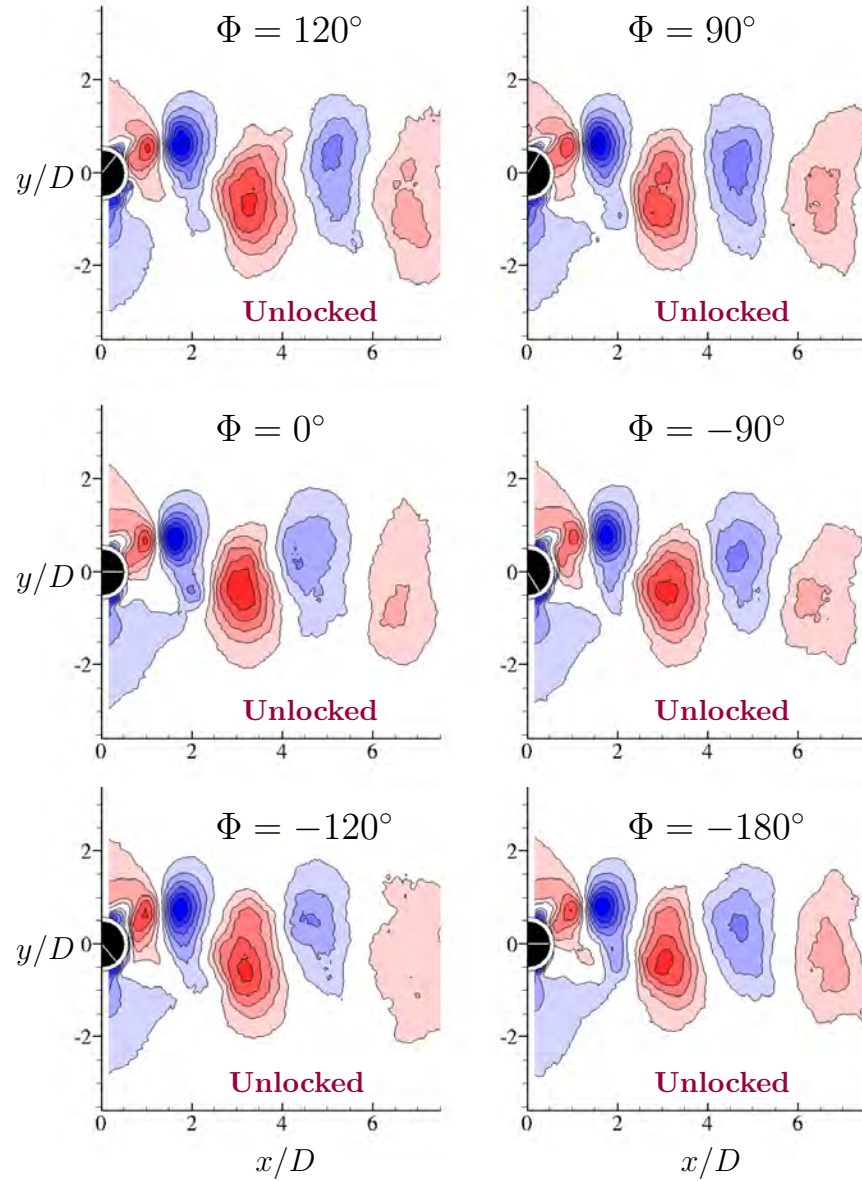 Φ = 120° Φ = 90°
2 2
y/D 0 0
-2 -2
Unlocked Unlocked
0 2 4 6 0 2 4 6
Φ = 0° Φ = −90°
2 2
y/D 0 0
-2 -2
Unlocked Unlocked
0 2 4 6 0 2 4 6
Φ = −120° Φ = −180°
2 2
y/D 0 0
-2 -2
Unlocked Unlocked
0 2 4 6 0 2 4 6
x/D x/D